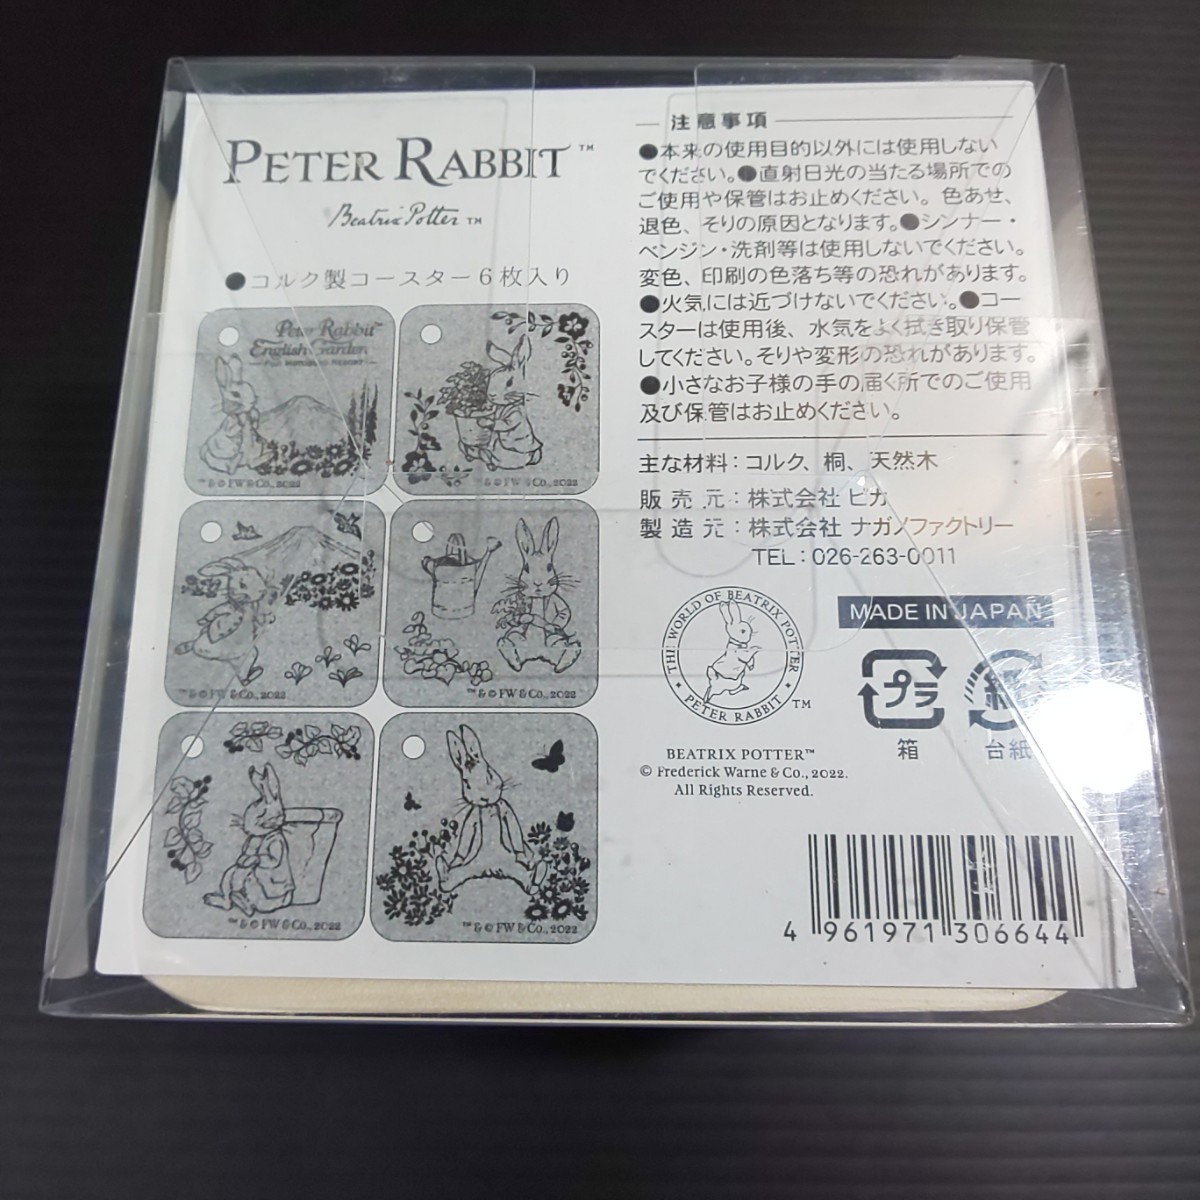 PETER RABBIT™
Beatrix Potter™
●コルク製コースター6枚入り
Peter Rabbit™
English Garden
™&©FW&Co., 2022
™&©FW&Co., 2022
™&©FW&Co., 2022
™&©FW&Co., 2022
™&©FW&Co., 2022
™&©FW&Co., 2022
注意事項
●本来の使用目的以外には使用しない
でください。●直射日光の当たる場所での
ご使用や保管はお止めください。色あせ、
退色、そりの原因となります。●シンナー・
ベンジン・洗剤等は使用しないでください。
変色、印刷の色落ち等の恐れがあります。
●火気には近づけないでください。●コー
スターは使用後、水気をよく拭き取り保管
してください。そりや変形の恐れがあります。
●小さなお子様の手の届く所でのご使用
及び保管はお止めください。
主な材料：コルク、桐、天然木
販売元：株式会社 ピカ
製造元：株式会社 ナガノファクトリー
TEL：026-263-0011
THE WORLD OF BEATRIX POTTER
PETER RABBIT ™
MADE IN JAPAN
プラ
箱
紙
台紙
BEATRIX POTTER™
© Frederick Warne & Co., 2022.
All Rights Reserved.
4 961971 306644